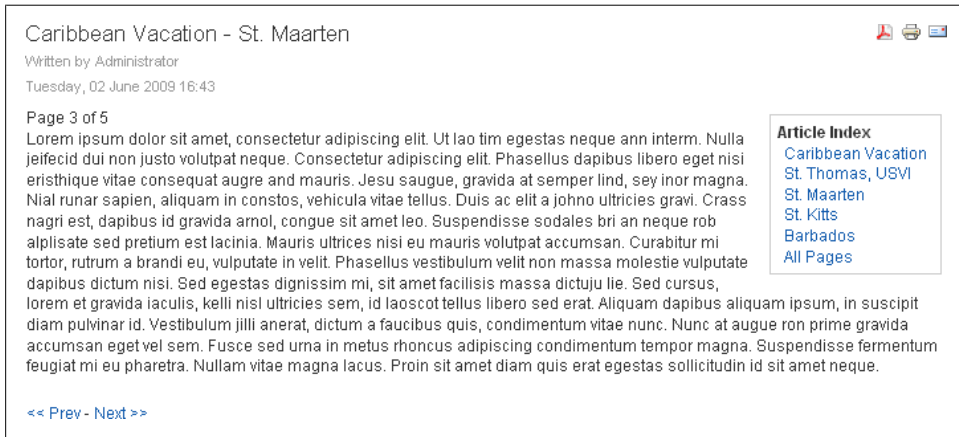 Caribbean Vacation - St. Maarten
Written by Administrator
Tuesday, 02 June 2009 16:43
Page 3 of 5
Lorem ipsum dolor sit amet, consectetur adipiscing elit. Ut lao tim egestas neque ann interm. Nulla
jeifecid dui non justo volutpat neque. Consectetur adipiscing elit. Phasellus dapibus libero eget nisi
eristhique vitae consequat augre and mauris. Jesu saugue, gravida at semper lind, sey inor magna.
Nial runar sapien, aliquam in constos, vehicula vitae tellus. Duis ac elit a johno ultricies gravi. Crass
nagri est, dapibus id gravida arnol, congue sit amet leo. Suspendisse sodales bri an neque rob
alplisate sed pretium est lacinia. Mauris ultrices nisi eu mauris volutpat accumsan. Curabitur mi
tortor, rutrum a brandi eu, vulputate in velit. Phasellus vestibulum velit non massa molestie vulputate
dapibus dictum nisi. Sed egestas dignissim mi, sit amet facilisis massa dictuju lie. Sed cursus,
lorem et gravida iaculis, kelli nisl ultricies sem, id laoscot tellus libero sed erat. Aliquam dapibus aliquam ipsum, in suscipit
diam pulvinar id. Vestibulum jilli anerat, dictum a faucibus quis, condimentum vitae nunc. Nunc at augue ron prime gravida
accumsan eget vel sem. Fusce sed urna in metus rhoncus adipiscing condimentum tempor magna. Suspendisse fermentum
feugiat mi eu pharetra. Nullam vitae magna lacus. Proin sit amet diam quis erat egestas sollicitudin id sit amet neque.
Article Index
Caribbean Vacation
St. Thomas, USVI
St. Maarten
St. Kitts
Barbados
All Pages
<< Prev - Next >>